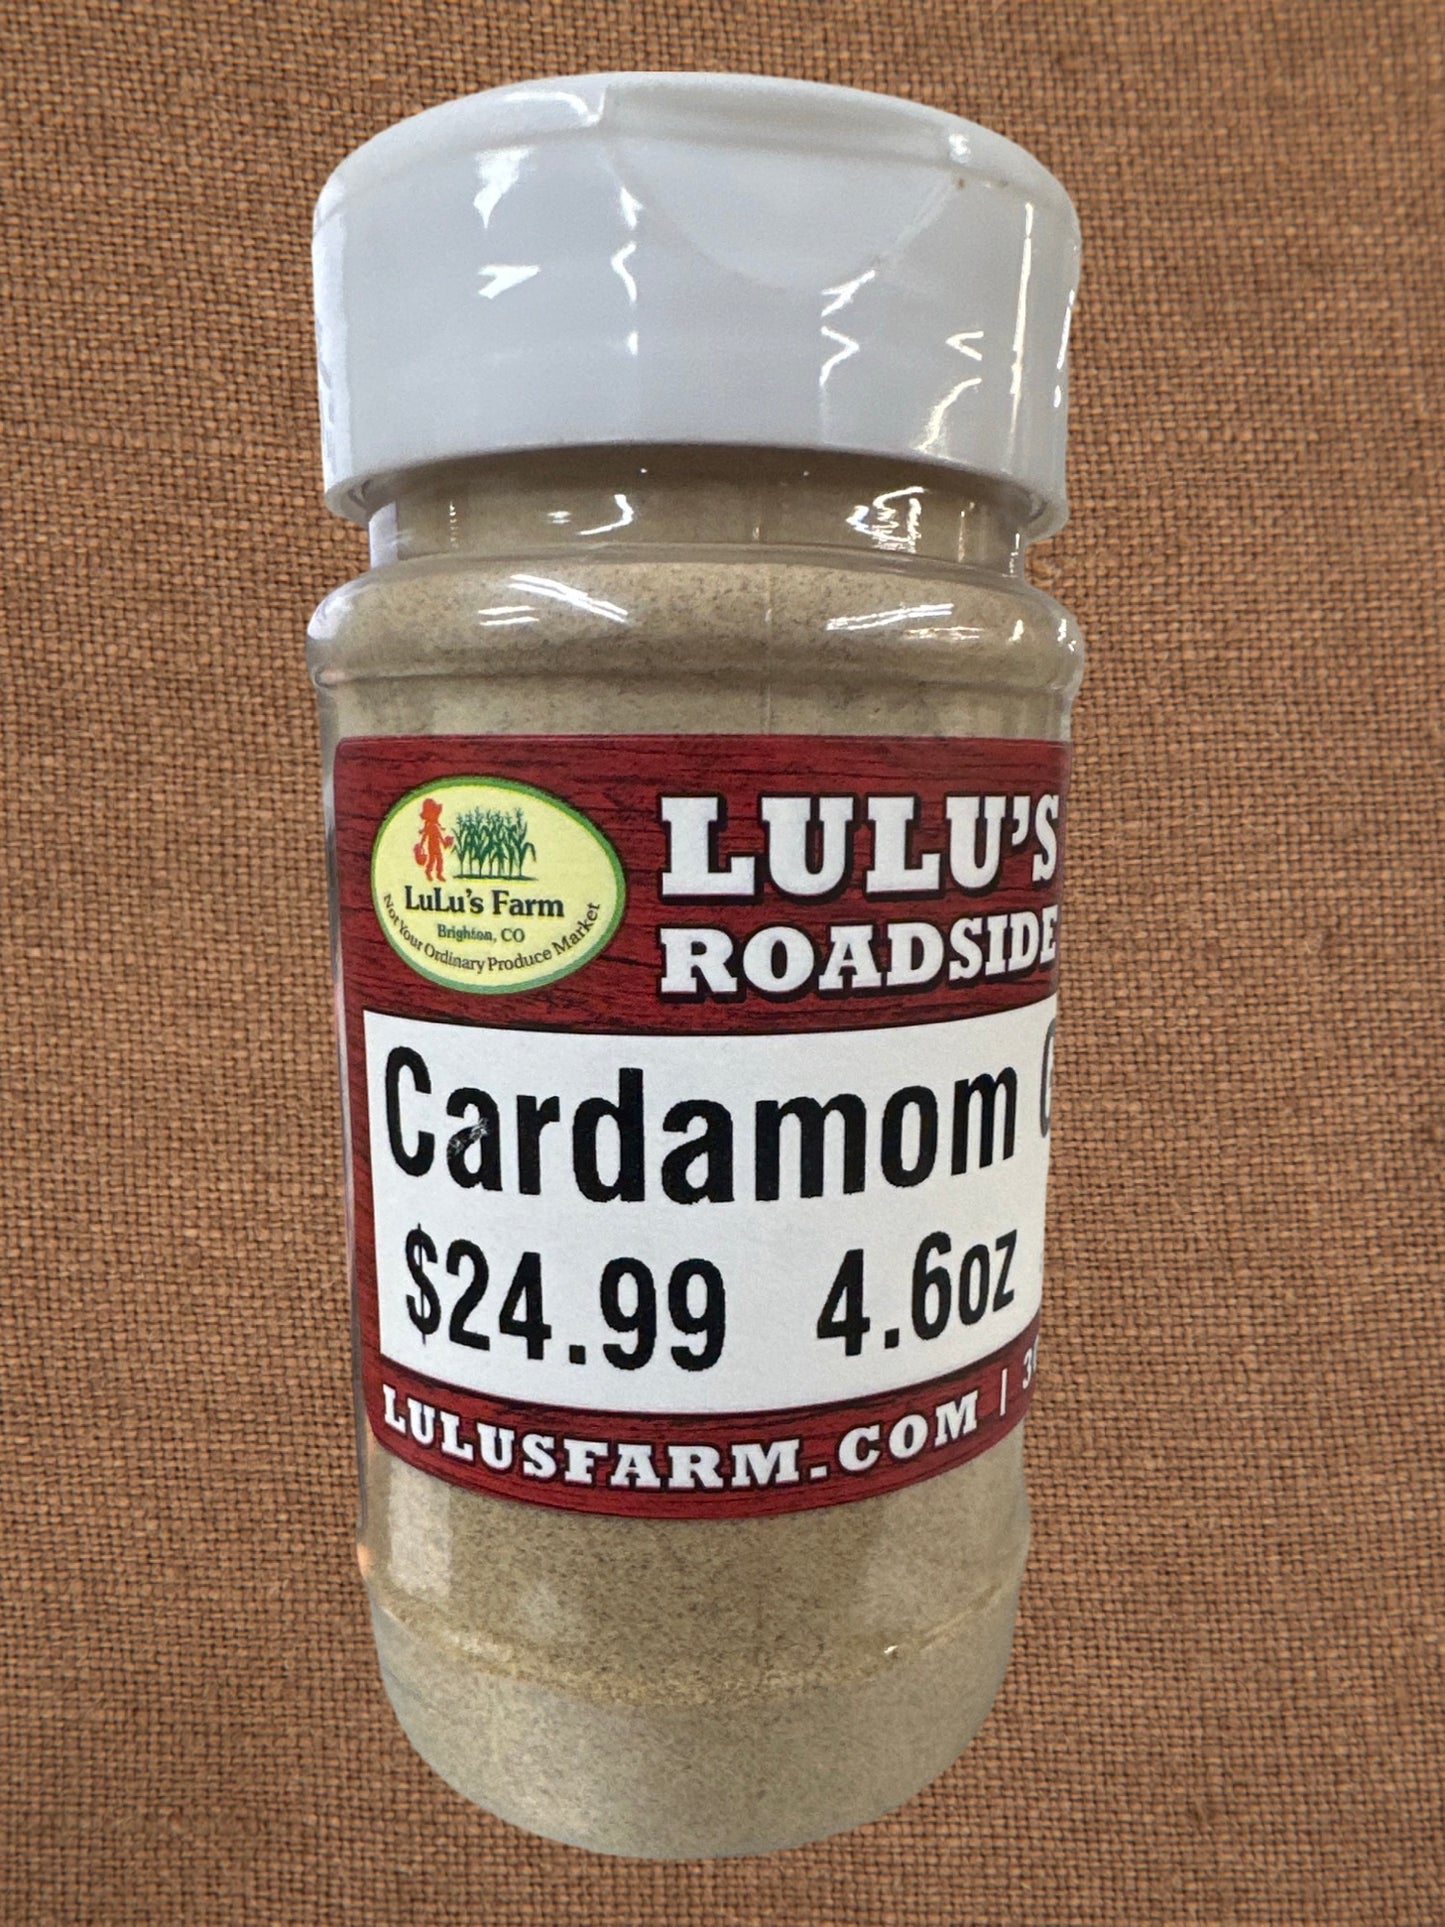 LuLu's Farm
Brighton, CO
Not Your Ordinary Produce Market
LULU'S
ROADSIDE
Cardamom
$24.99 4.6oz
LULUSFARM.COM |